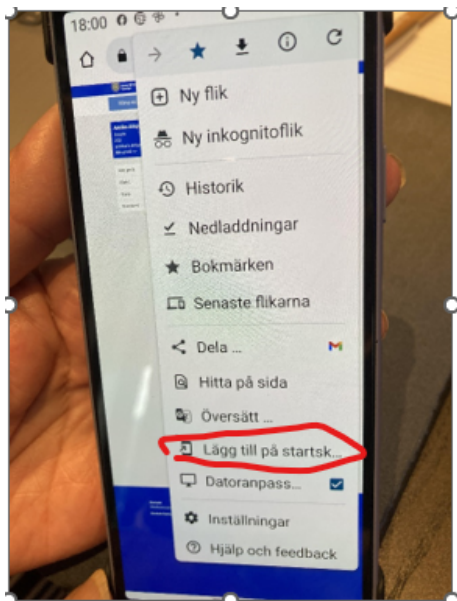 18:00
Ny flik
Ny inkognitoflik
Historik
Nedladdningar
Bokmärken
Senaste flikarna
Dela ...
Hitta på sida
Översätt ...
Lägg till på startsk...
Datoranpass...
Inställningar
Hjälp och feedback